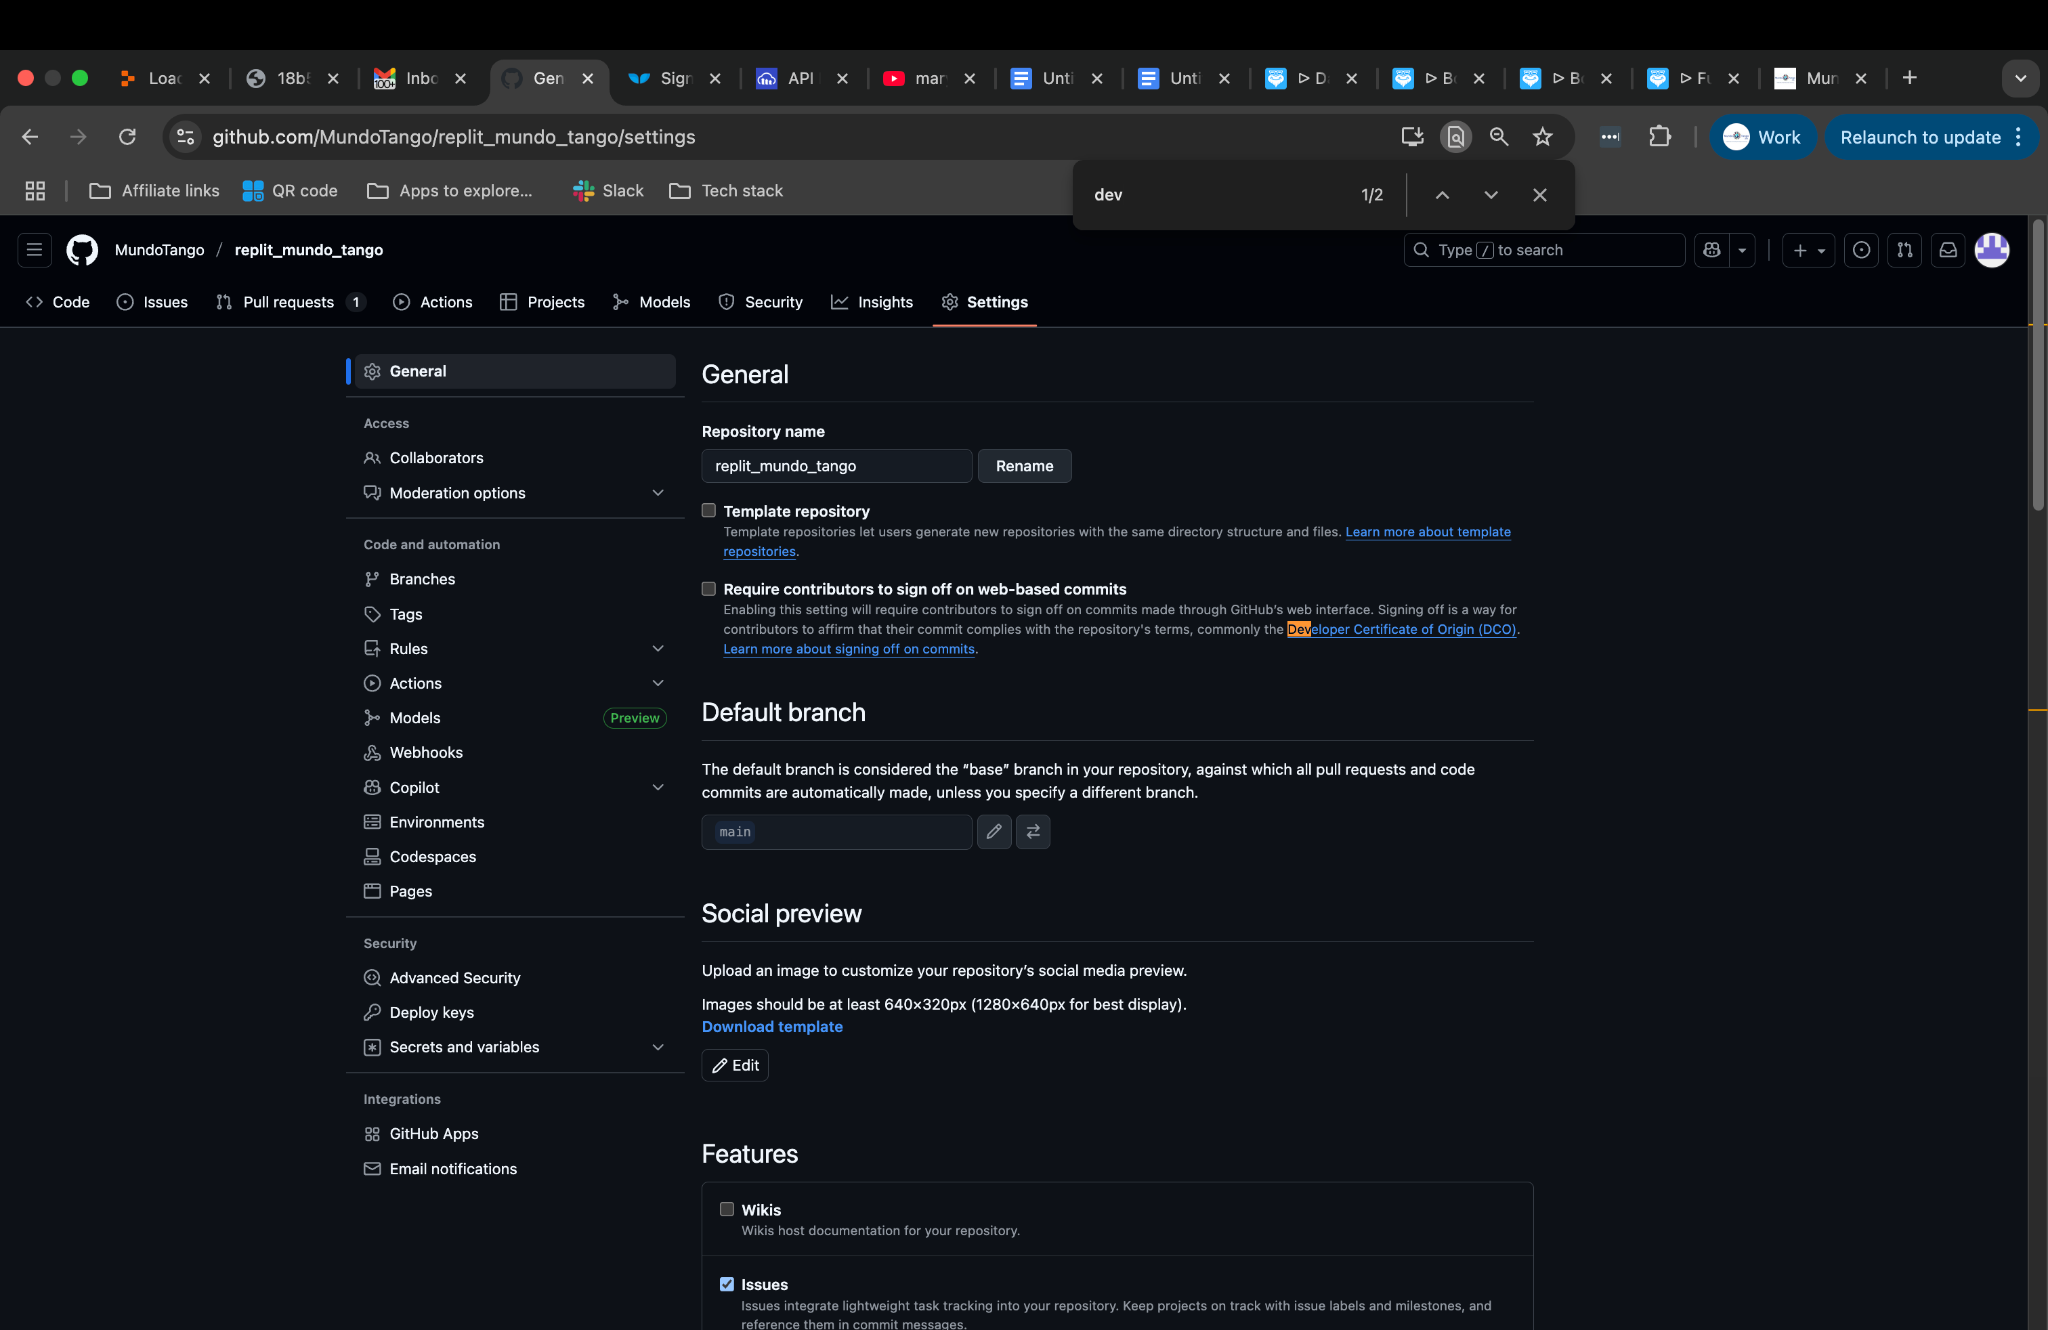 Loa
18b
Inbo
Gen
Sign
API
mar
Unti
Unti
D
B
B
F
Mun
github.com/MundoTango/replit_mundo_tango/settings
Work
Relaunch to update
Affiliate links
QR code
Apps to explore...
Slack
Tech stack
dev
1/2
MundoTango / replit_mundo_tango
Type / to search
Code
Issues
Pull requests 1
Actions
Projects
Models
Security
Insights
Settings
General
Access
Collaborators
Moderation options
Code and automation
Branches
Tags
Rules
Actions
Models Preview
Webhooks
Copilot
Environments
Codespaces
Pages
Security
Advanced Security
Deploy keys
Secrets and variables
Integrations
GitHub Apps
Email notifications
General
Repository name
replit_mundo_tango
Rename
Template repository
Template repositories let users generate new repositories with the same directory structure and files. Learn more about template
repositories.
Require contributors to sign off on web-based commits
Enabling this setting will require contributors to sign off on commits made through GitHub's web interface. Signing off is a way for
contributors to affirm that their commit complies with the repository's terms, commonly the Developer Certificate of Origin (DCO).
Learn more about signing off on commits.
Default branch
The default branch is considered the "base" branch in your repository, against which all pull requests and code
commits are automatically made, unless you specify a different branch.
main
Social preview
Upload an image to customize your repository's social media preview.
Images should be at least 640×320px (1280×640px for best display).
Download template
Edit
Features
Wikis
Wikis host documentation for your repository.
Issues
Issues integrate lightweight task tracking into your repository. Keep projects on track with issue labels and milestones, and
reference them in commit messages.